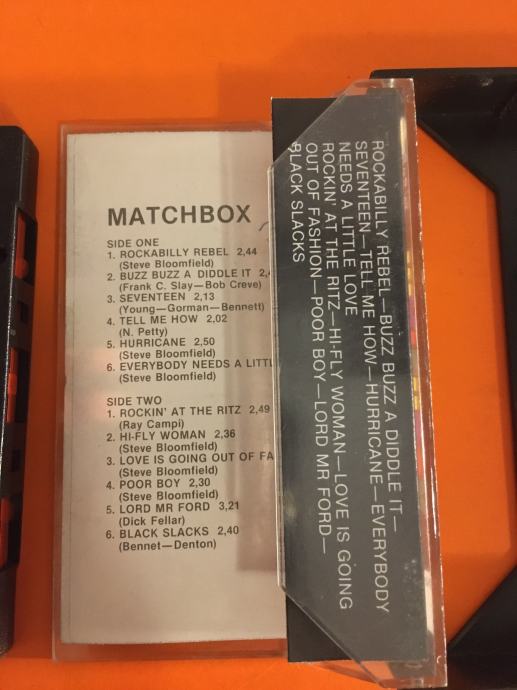 MATCHBOX
SIDE ONE
1. ROCKABILLY REBEL 2,44
(Steve Bloomfield)
2. BUZZ BUZZ A DIDDLE IT
(Frank C. Slay—Bob Creve)
3. SEVENTEEN 2,13
(Young—Gorman—Bennett)
4. TELL ME HOW 2,02
(N. Petty)
5. HURRICANE 2,50
(Steve Bloomfield)
6. EVERYBODY NEEDS A LITTL
(Steve Bloomfield)
SIDE TWO
1. ROCKIN' AT THE RITZ 2,49
(Ray Campi)
2. HI-FLY WOMAN 2,36
(Steve Bloomfield)
3. LOVE IS GOING OUT OF FA
(Steve Bloomfield)
4. POOR BOY 2,30
(Steve Bloomfield)
5. LORD MR FORD 3,21
(Dick Fellar)
6. BLACK SLACKS 2,40
(Bennet—Denton)
ROCKABILLY REBEL—BUZZ BUZZ A DIDDLE IT—
SEVENTEEN—TELL ME HOW—HURRICANE—EVERYBODY
NEEDS A LITTLE LOVE
ROCKIN' AT THE RITZ—HI-FLY WOMAN—LOVE IS GOING
OUT OF FASHION—POOR BOY—LORD MR FORD—
BLACK SLACKS